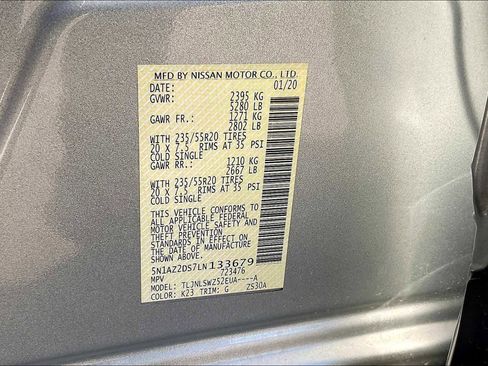 MFD BY NISSAN MOTOR CO., LTD.
DATE: 01/20
GVWR: 2395 KG
5280 LB
GAWR FR.: 1271 KG
2802 LB
WITH 235/55R20 TIRES
20 X 7.5 RIMS AT 35 PSI
COLD SINGLE
GAWR RR.: 1210 KG
2667 LB
WITH 235/55R20 TIRES
20 X 7.5 RIMS AT 35 PSI
COLD SINGLE
THIS VEHICLE CONFORMS TO
ALL APPLICABLE FEDERAL
MOTOR VEHICLE SAFETY AND
THEFT PREVENTION
STANDARDS IN EFFECT ON
THE DATE OF MANUFACTURE
5N1AZ2DS7LN133679
MPV 723476
MODEL: TLJNLSWZ52EUA----A
COLOR: K23 TRIM: G ZS30A